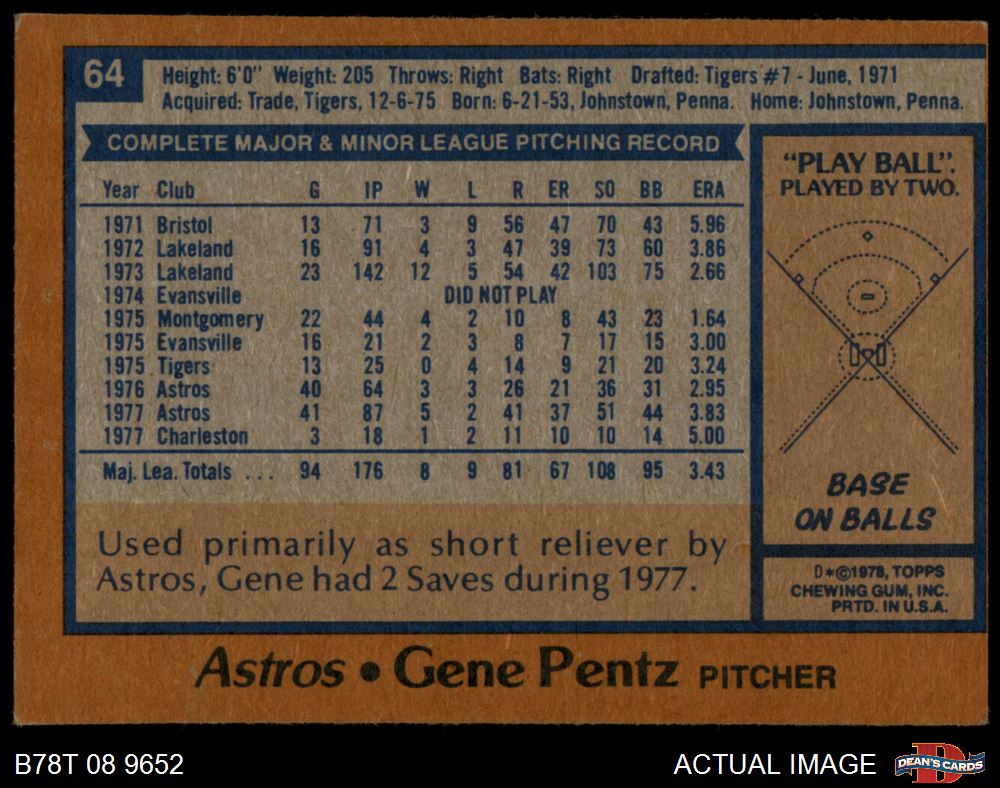 64
Height: 6'0" Weight: 205 Throws: Right Bats: Right Drafted: Tigers #7 - June, 1971
Acquired: Trade, Tigers, 12-6-75 Born: 6-21-53, Johnstown, Penna. Home: Johnstown, Penna.
COMPLETE MAJOR & MINOR LEAGUE PITCHING RECORD
Year Club G IP W L R ER SO BB ERA
1971 Bristol 13 71 3 9 56 47 70 43 5.96
1972 Lakeland 16 91 4 3 47 39 73 60 3.86
1973 Lakeland 23 142 12 5 54 42 103 75 2.66
1974 Evansville DID NOT PLAY
1975 Montgomery 22 44 4 2 10 8 43 23 1.64
1975 Evansville 16 21 2 3 8 7 17 15 3.00
1975 Tigers 13 25 0 4 14 9 21 20 3.24
1976 Astros 40 64 3 3 26 21 36 31 2.95
1977 Astros 41 87 5 2 41 37 51 44 3.83
1977 Charleston 3 18 1 2 11 10 10 14 5.00
Maj. Lea. Totals ... 94 176 8 9 81 67 108 95 3.43
Used primarily as short reliever by
Astros, Gene had 2 Saves during 1977.
"PLAY BALL".
PLAYED BY TWO.
BASE
ON BALLS
D*©1978, TOPPS
CHEWING GUM, INC.
PRTD. IN U.S.A.
Astros • Gene Pentz PITCHER
B78T 08 9652
ACTUAL IMAGE
D
DEAN'S CARDS